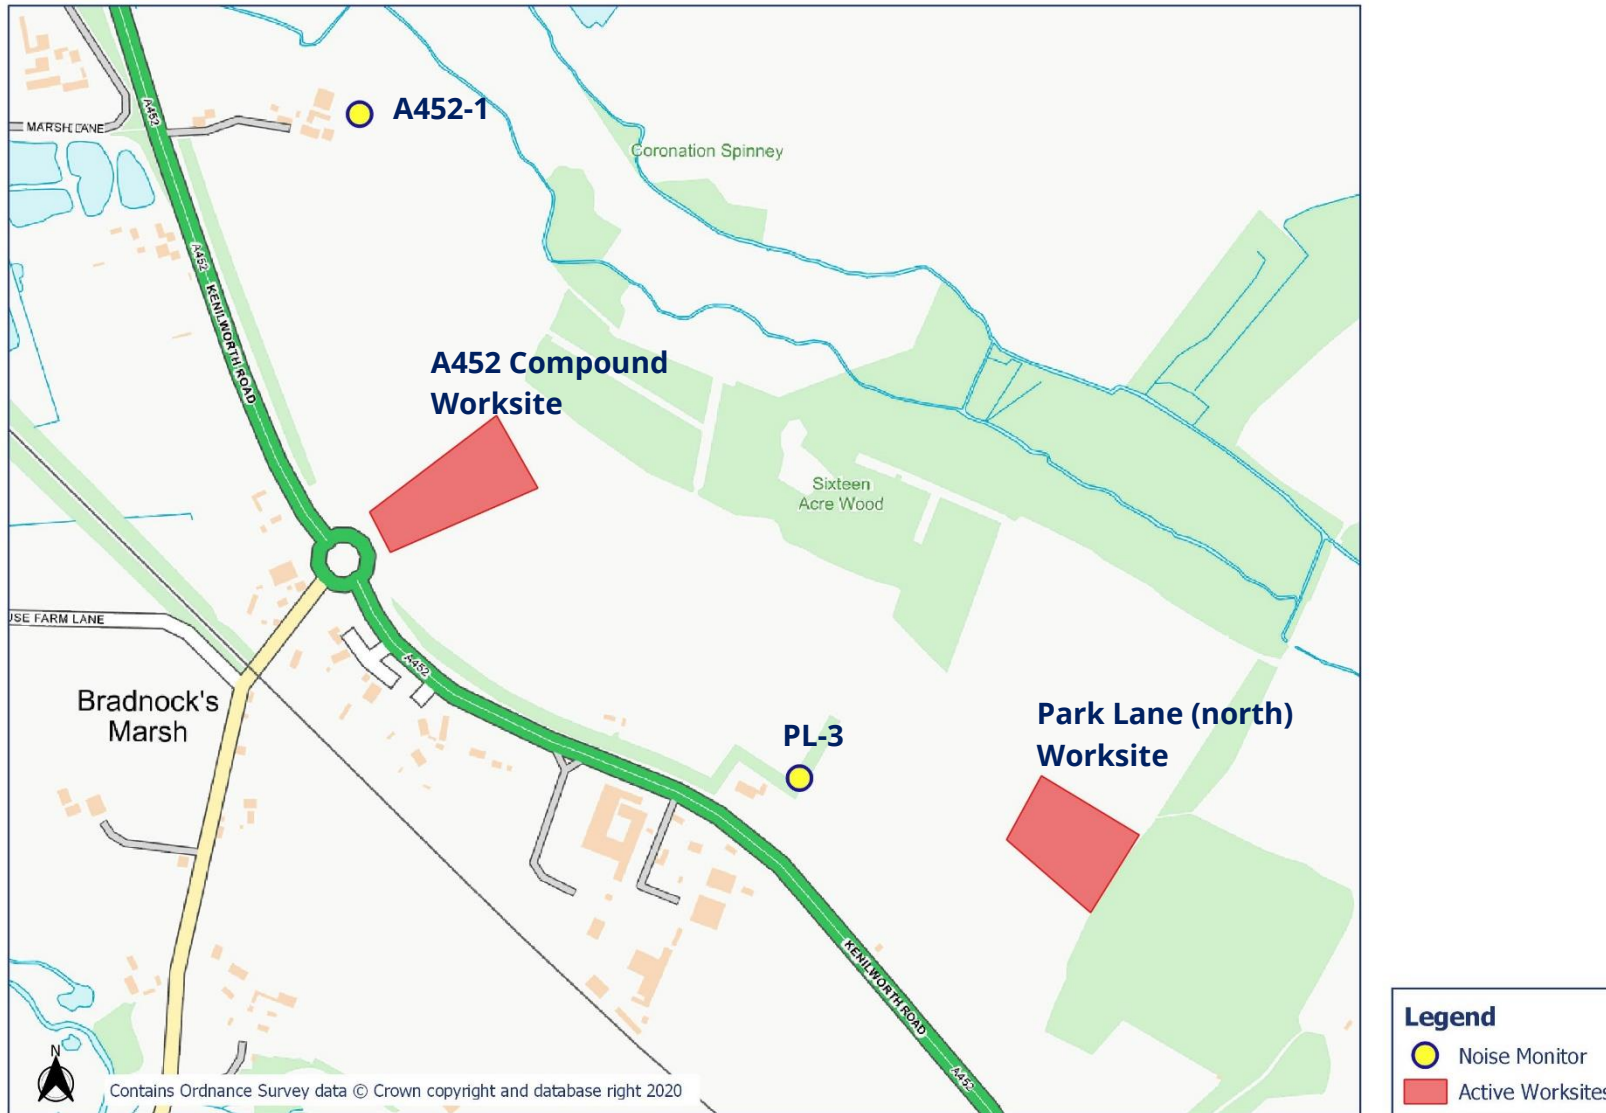 A452
A452-1
MARSH LANE
Coronation Spinney
A452
KENILWORTH ROAD
A452 Compound
Worksite
Sixteen
Acre Wood
USE FARM LANE
A452
Bradnock's
Marsh
PL-3
Park Lane (north)
Worksite
KENILWORTH ROAD
A452
N
Contains Ordnance Survey data © Crown copyright and database right 2020
Legend
Noise Monitor
Active Worksites